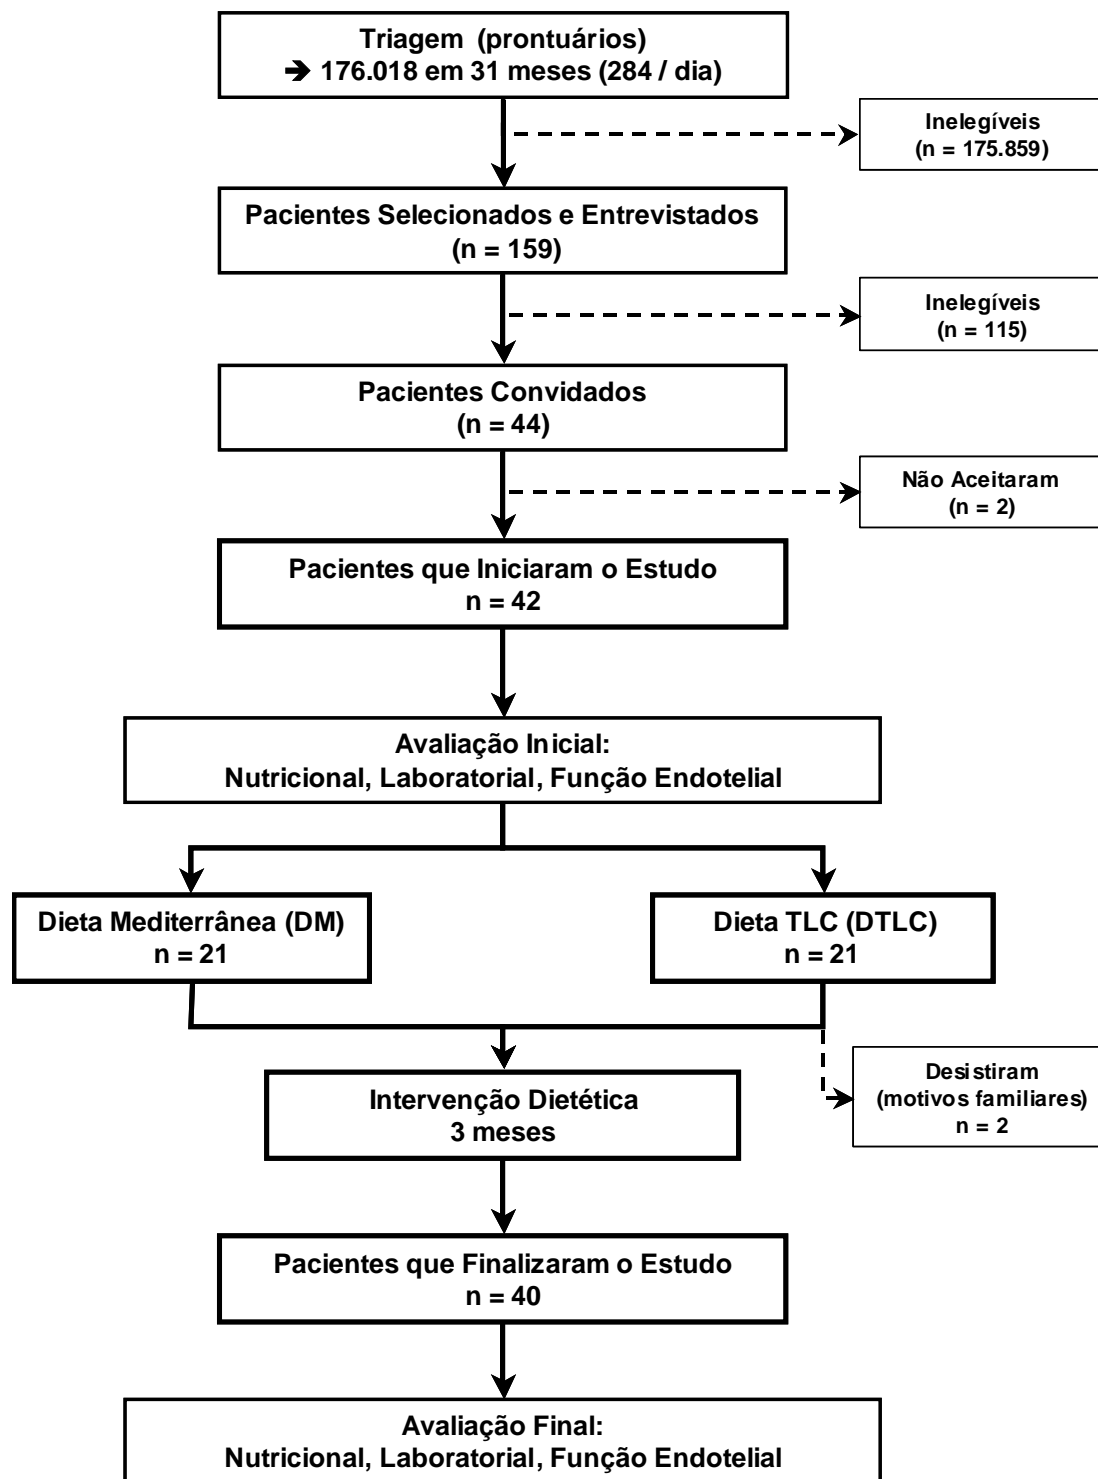 Triagem (prontuários)
➔ 176.018 em 31 meses (284 / dia)
Inelegíveis
(n = 175.859)
Pacientes Selecionados e Entrevistados
(n = 159)
Inelegíveis
(n = 115)
Pacientes Convidados
(n = 44)
Não Aceitaram
(n = 2)
Pacientes que Iniciaram o Estudo
n = 42
Avaliação Inicial:
Nutricional, Laboratorial, Função Endotelial
Dieta Mediterrânea (DM)
n = 21
Dieta TLC (DTLC)
n = 21
Desistiram
(motivos familiares)
n = 2
Intervenção Dietética
3 meses
Pacientes que Finalizaram o Estudo
n = 40
Avaliação Final:
Nutricional, Laboratorial, Função Endotelial